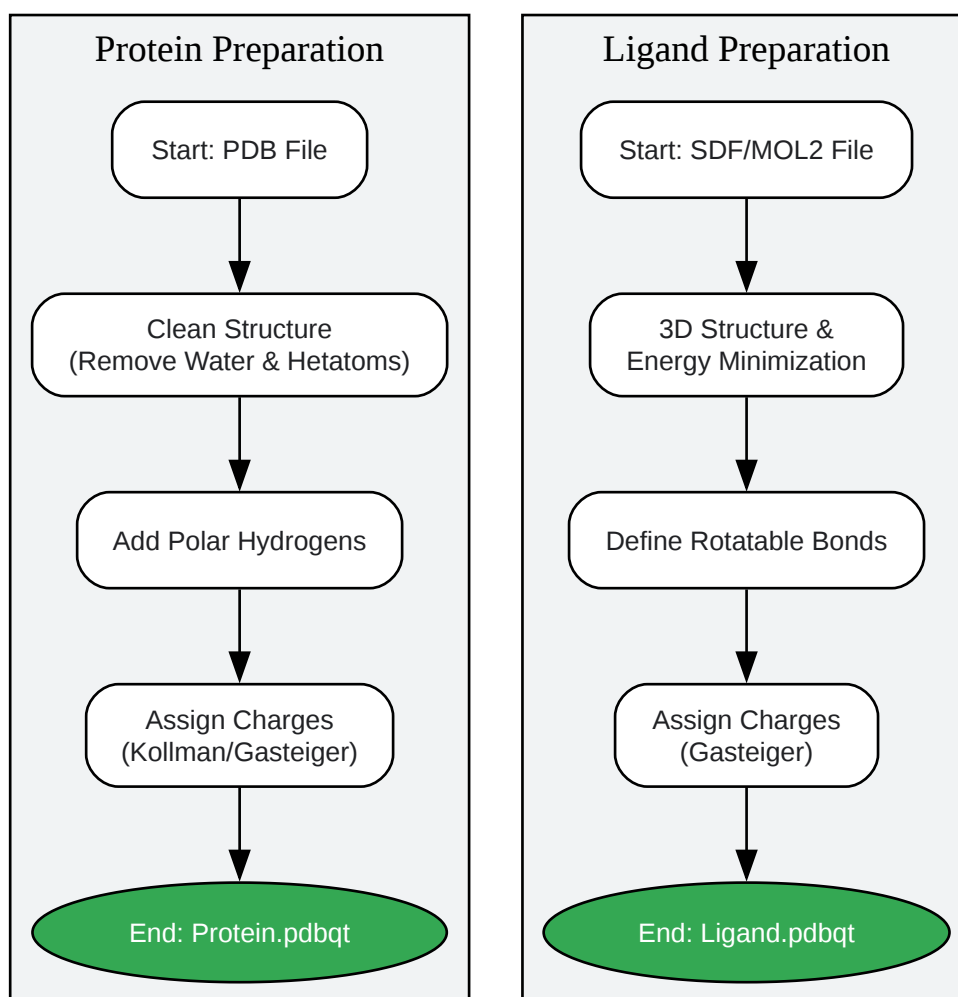 Protein Preparation
Start: PDB File
Clean Structure
(Remove Water & Hetatoms)
Add Polar Hydrogens
Assign Charges
(Kollman/Gasteiger)
End: Protein.pdbqt
Ligand Preparation
Start: SDF/MOL2 File
3D Structure &
Energy Minimization
Define Rotatable Bonds
Assign Charges
(Gasteiger)
End: Ligand.pdbqt